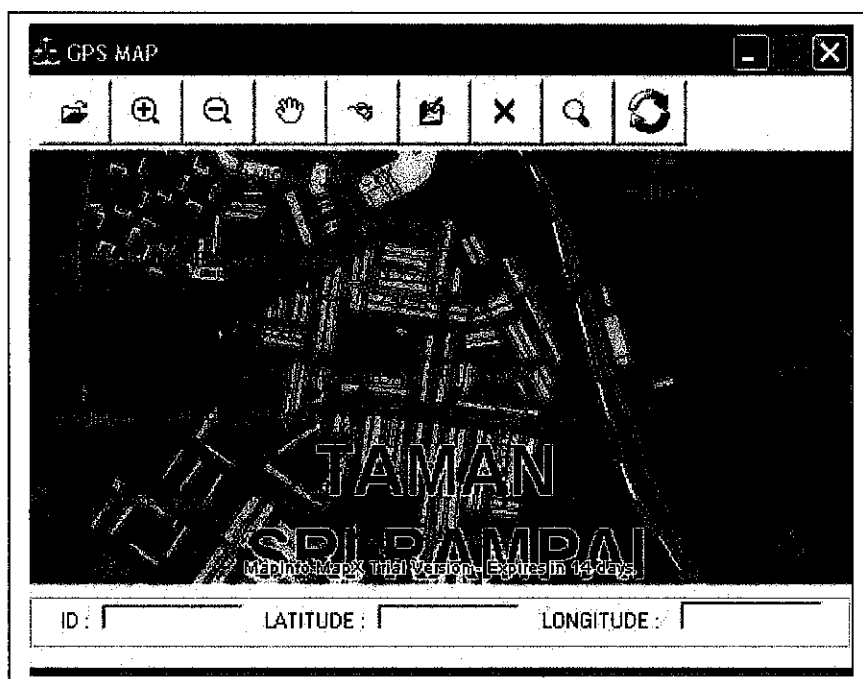 GPS MAP
TAMAN
SRI RAMPAI
MapInfo MapX Trial Version - Expires in 14 days.
ID :
LATITUDE :
LONGITUDE :